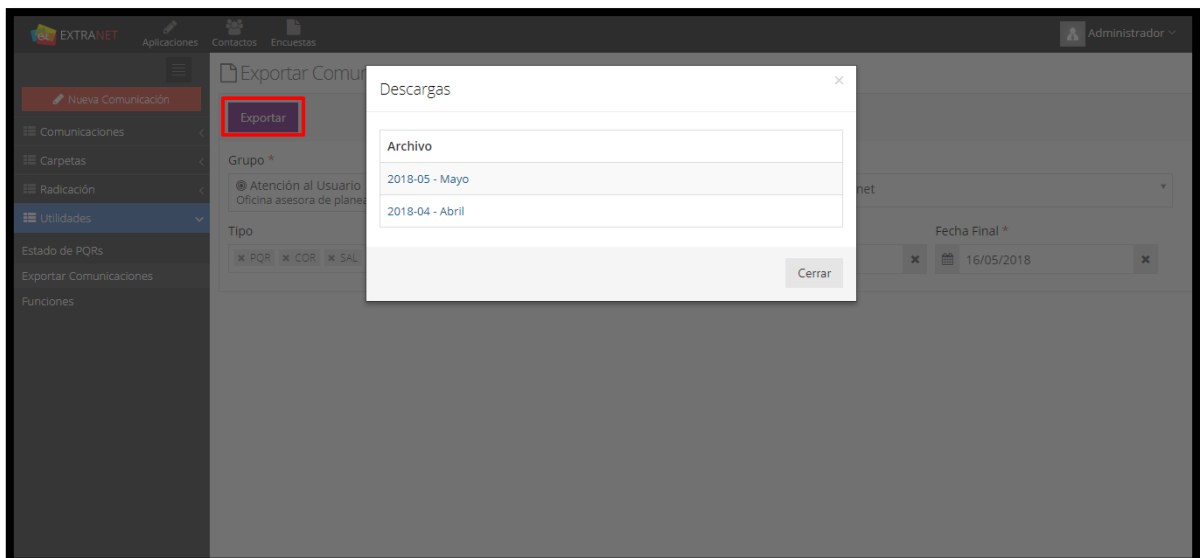 EXTRANET
Aplicaciones
Contactos
Encuestas
Administrador
Nueva Comunicación
Comunicaciones
Carpetas
Radicación
Utilidades
Estado de PQRs
Exportar Comunicaciones
Funciones
Exportar Comun
Exportar
Grupo *
Atención al Usuario
Oficina asesora de planea
net
Tipo
PQR
COR
SAL
Fecha Final *
16/05/2018
Descargas
Archivo
2018-05 - Mayo
2018-04 - Abril
Cerrar